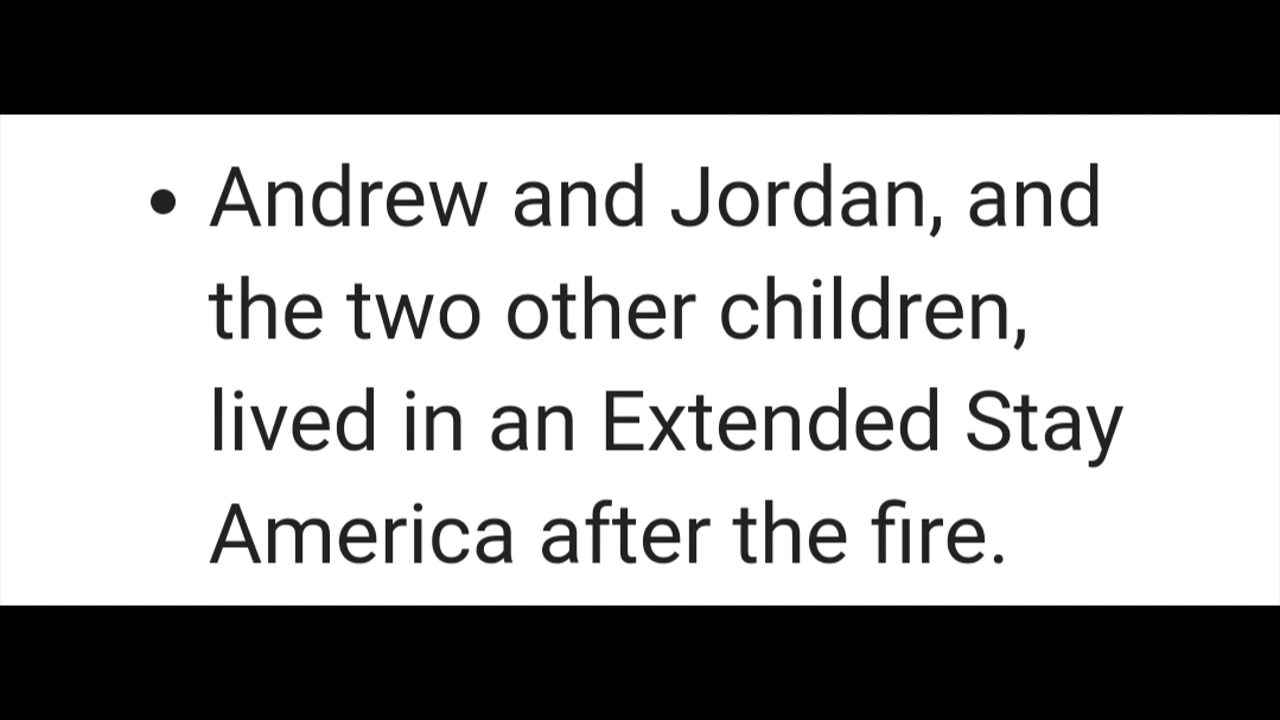 • Andrew and Jordan, and
the two other children,
lived in an Extended Stay
America after the fire.